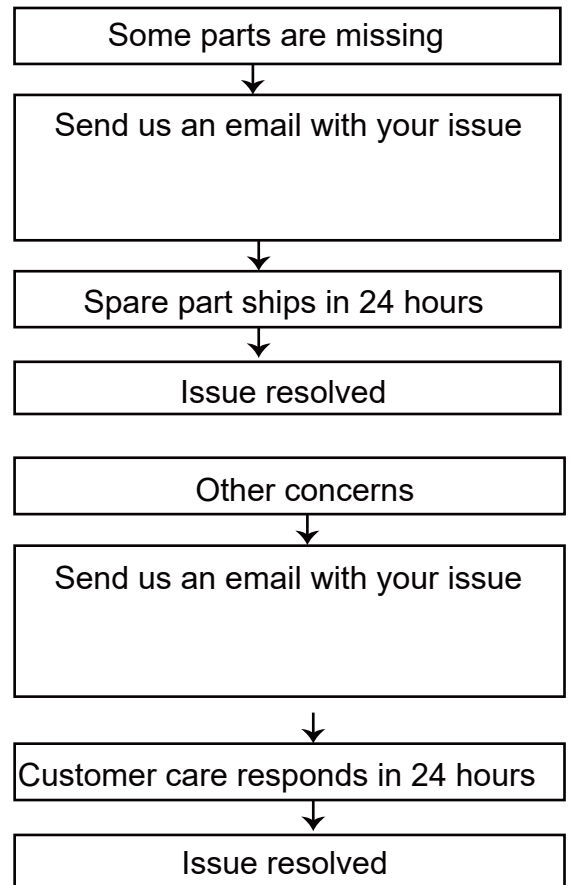 Some parts are missing
Send us an email with your issue
Spare part ships in 24 hours
Issue resolved
Other concerns
Send us an email with your issue
Customer care responds in 24 hours
Issue resolved